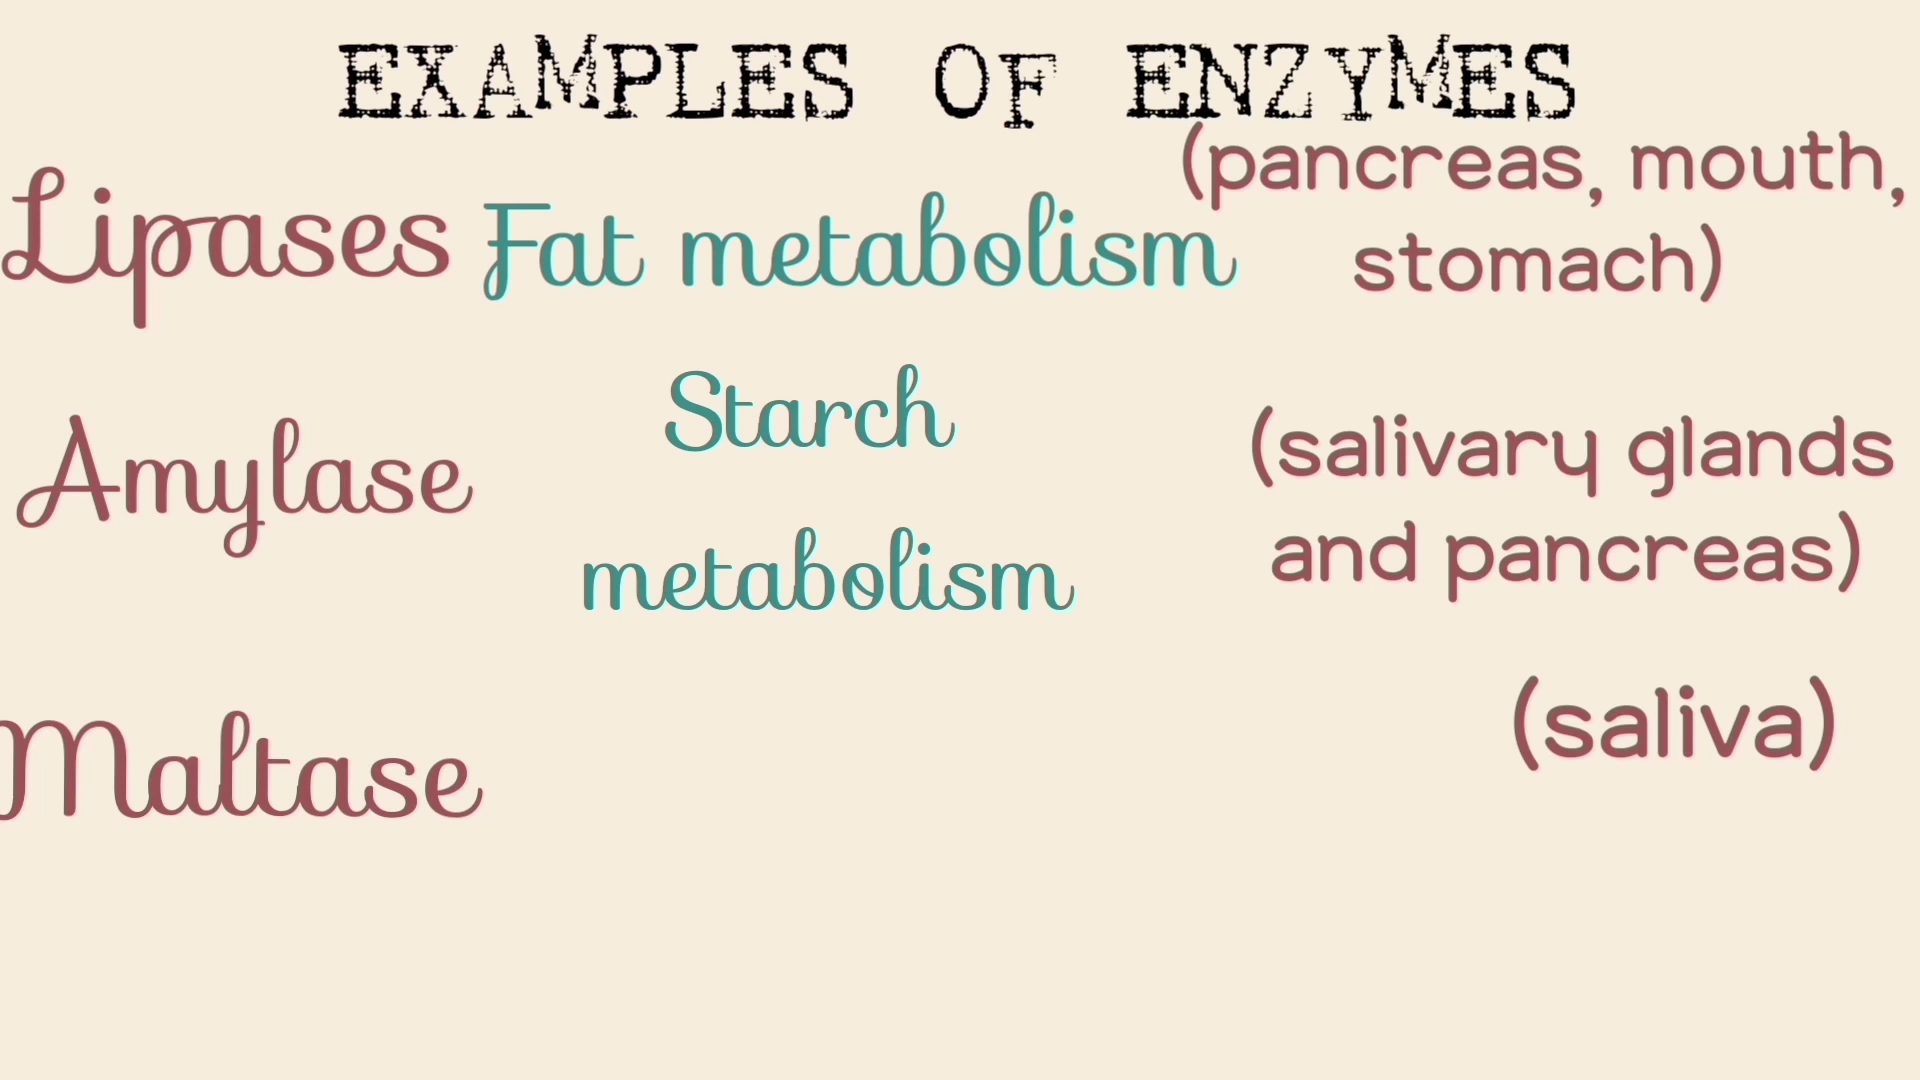 EXAMPLES OF ENZYMES
Lipases Fat metabolism (pancreas, mouth,
stomach)
Amylase Starch
metabolism (salivary glands
and pancreas)
Maltase (saliva)